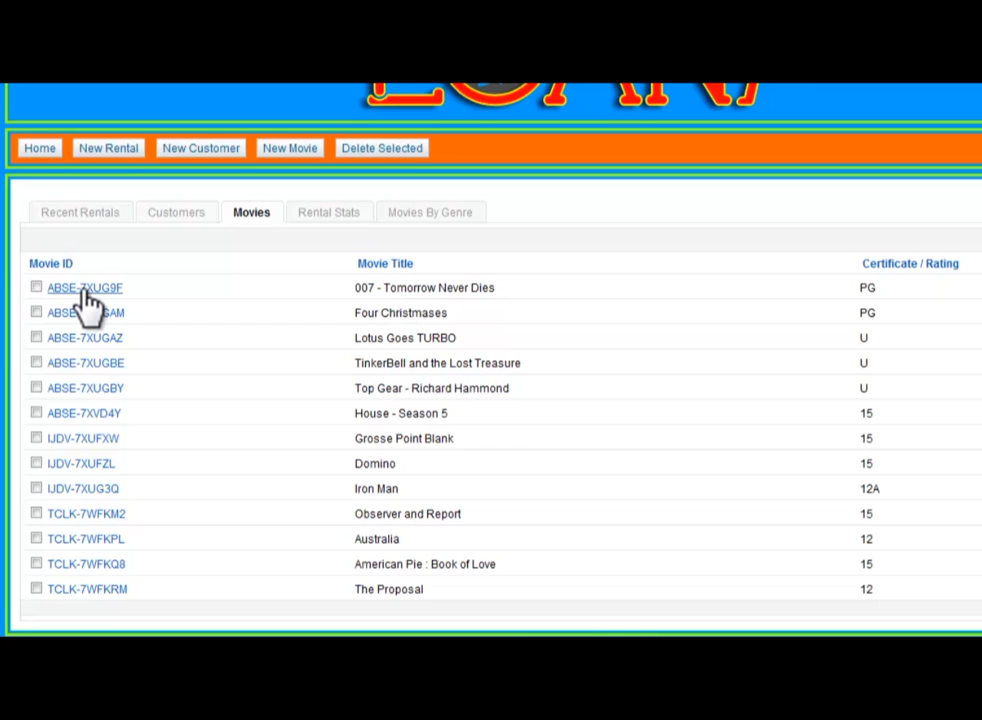 Home New Rental New Customer New Movie Delete Selected
Recent Rentals Customers Movies Rental Stats Movies By Genre
Movie ID Movie Title Certificate / Rating
ABSE-7XUG9F 007 - Tomorrow Never Dies PG
Four Christmases PG
ABSE-7XUGAZ Lotus Goes TURBO U
ABSE-7XUGBE TinkerBell and the Lost Treasure U
ABSE-7XUGBY Top Gear - Richard Hammond U
ABSE-7XVD4Y House - Season 5 15
IJDV-7XUFXW Grosse Point Blank 15
IJDV-7XUFZL Domino 15
IJDV-7XUG3Q Iron Man 12A
TCLK-7WFKM2 Observer and Report 15
TCLK-7WFKPL Australia 12
TCLK-7WFKQ8 American Pie : Book of Love 15
TCLK-7WFKRM The Proposal 12